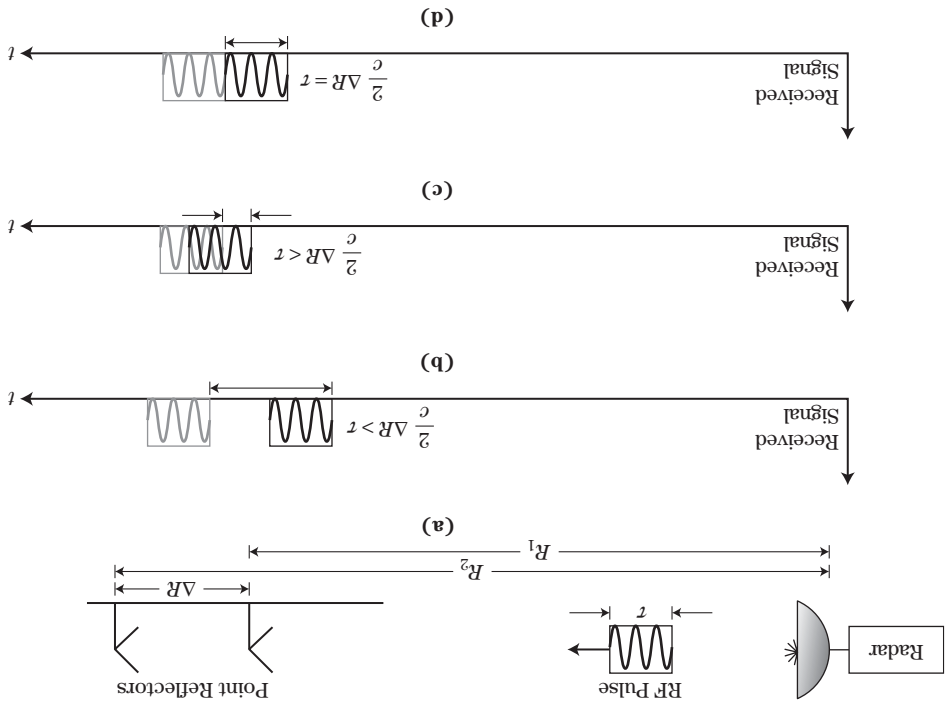 Radar
RF Pulse
Point Reflectors
τ
ΔR
R₂
R₁
(a)
Received
Signal
2/c ΔR > τ
t
(b)
Received
Signal
2/c ΔR < τ
t
(c)
Received
Signal
2/c ΔR = τ
t
(d)